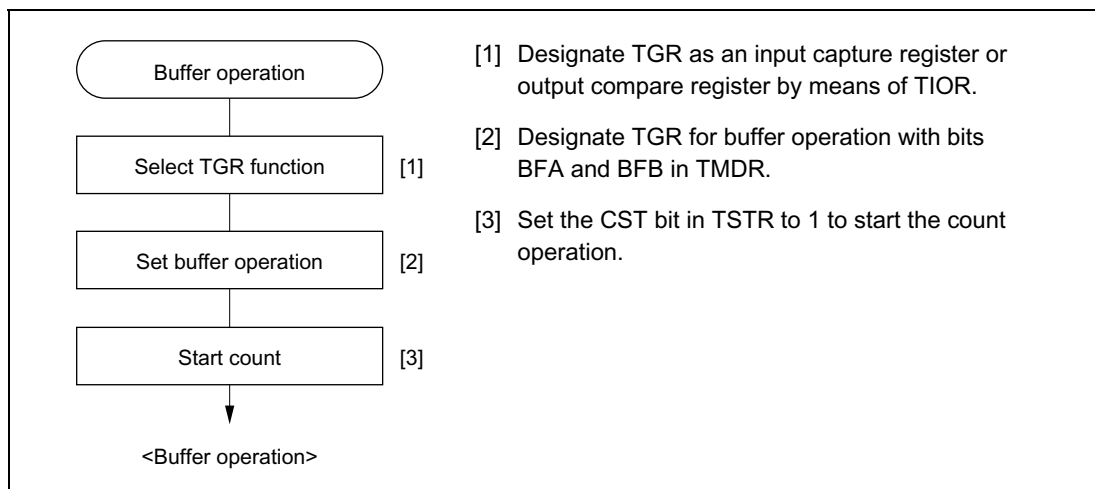 Buffer operation
Select TGR function
[1]
Set buffer operation
[2]
Start count
[3]
<Buffer operation>
[1] Designate TGR as an input capture register or
output compare register by means of TIOR.
[2] Designate TGR for buffer operation with bits
BFA and BFB in TMDR.
[3] Set the CST bit in TSTR to 1 to start the count
operation.